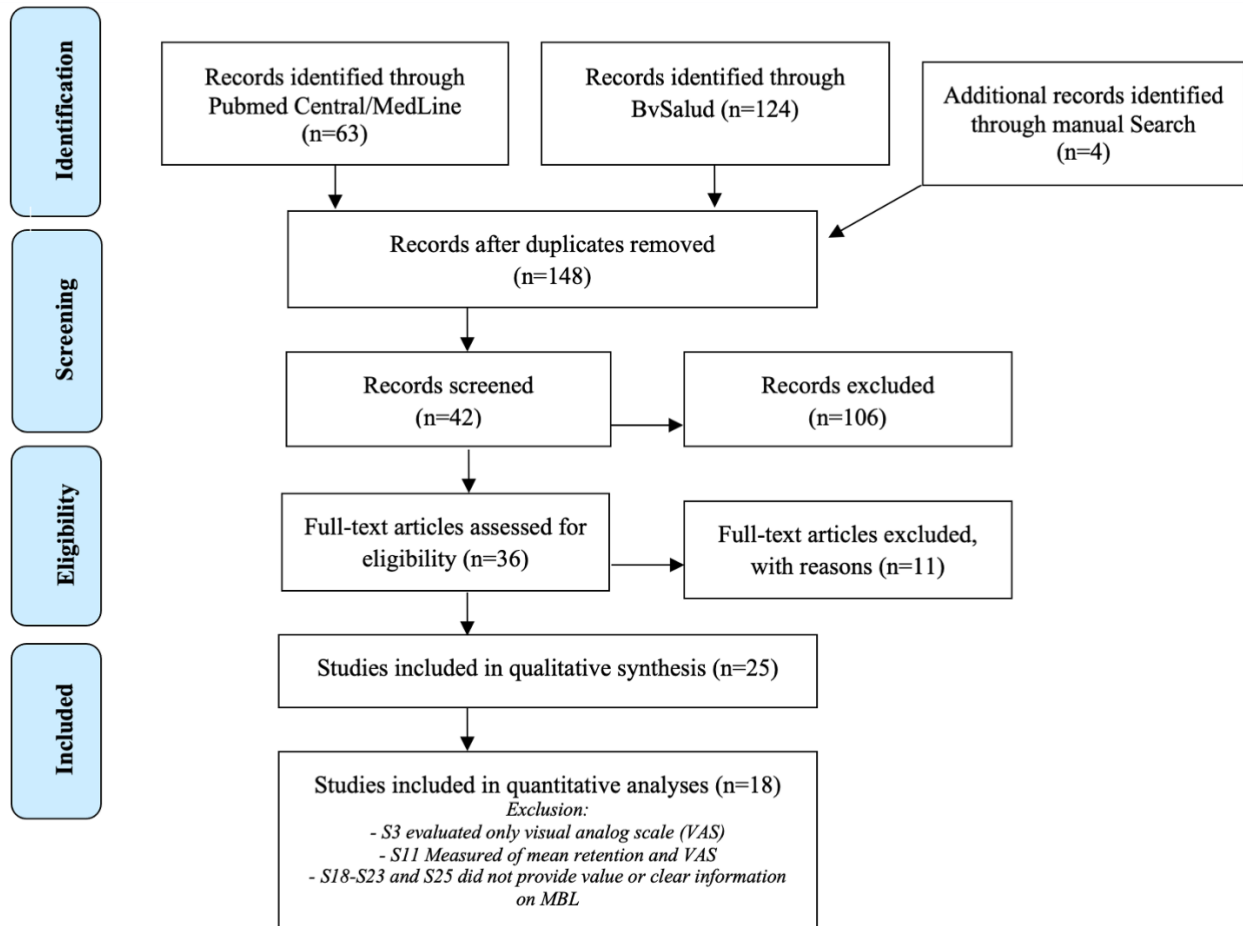 Identification
Records identified through
Pubmed Central/MedLine
(n=63)
Records identified through
BvSalud (n=124)
Additional records identified
through manual Search
(n=4)
Records after duplicates removed
(n=148)
Screening
Records screened
(n=42)
Records excluded
(n=106)
Eligibility
Full-text articles assessed for
eligibility (n=36)
Full-text articles excluded,
with reasons (n=11)
Included
Studies included in qualitative synthesis (n=25)
Studies included in quantitative analyses (n=18)
Exclusion:
- S3 evaluated only visual analog scale (VAS)
- S11 Measured of mean retention and VAS
- S18-S23 and S25 did not provide value or clear information
on MBL